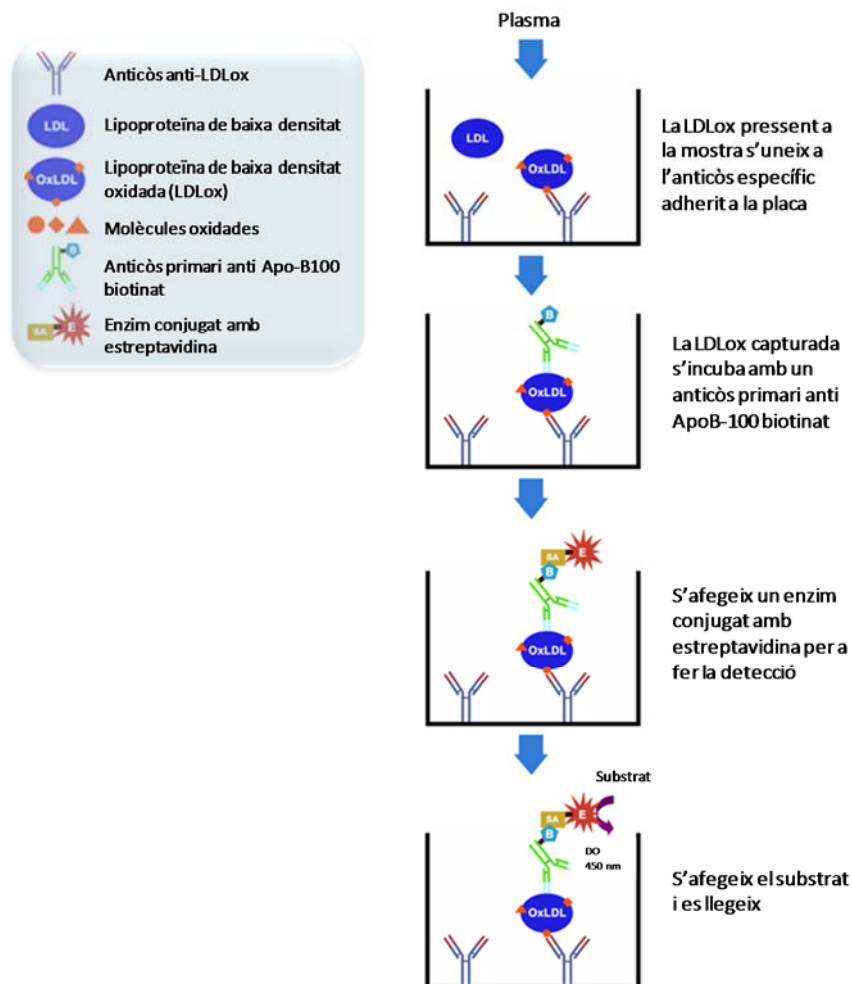 Plasma
Anticòs anti-LDLox
LDL
Lipoproteïna de baixa densitat
OxLDL
Lipoproteïna de baixa densitat
oxidada (LDLox)
Molècules oxidades
B
Anticòs primari anti Apo-B100
biotinat
SA
E
Enzim conjugat amb
estreptavidina
LDL
OxLDL
La LDLox pressent a
la mostra s'uneix a
l'anticòs específic
adherit a la placa
B
OxLDL
La LDLox capturada
s'incuba amb un
anticòs primari anti
ApoB-100 biotinat
SA
E
B
OxLDL
S'afegeix un enzim
conjugat amb
estreptavidina per a
fer la detecció
Substrat
SA
E
B
DO
450 nm
OxLDL
S'afegeix el substrat
i es llegeix